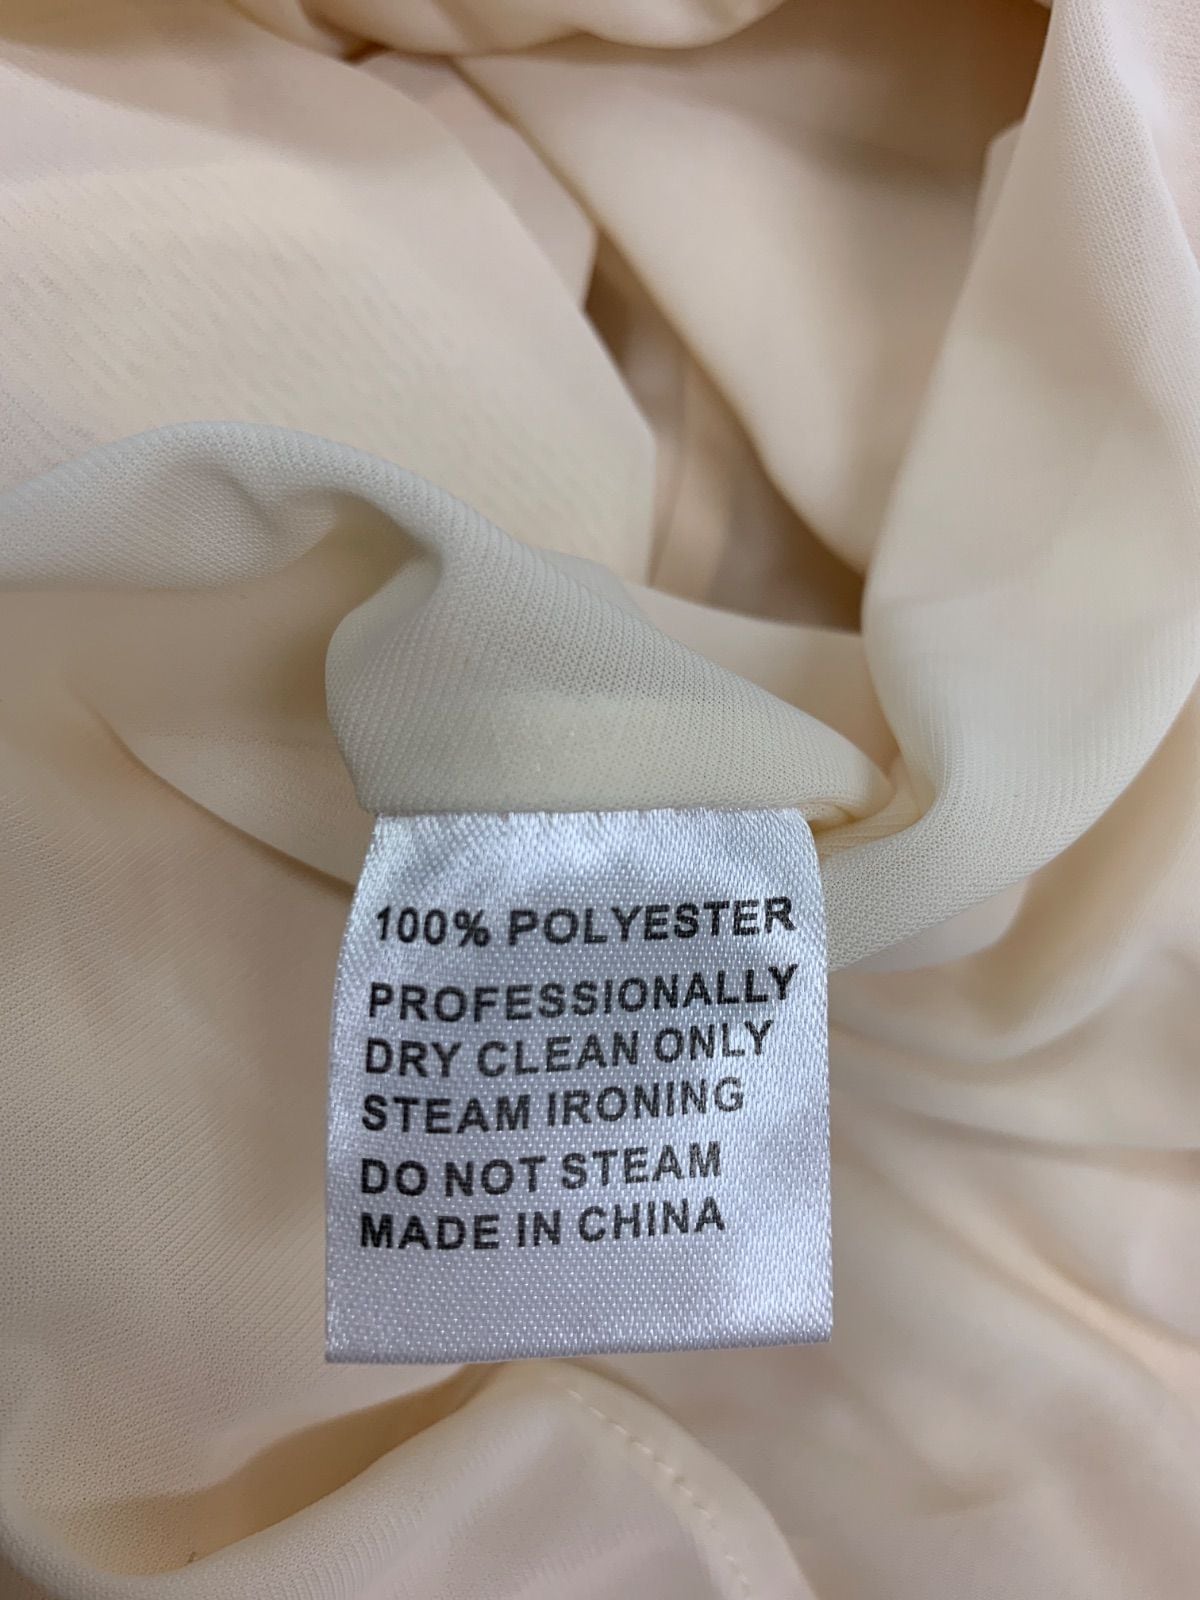 100% POLYESTER
PROFESSIONALLY
DRY CLEAN ONLY
STEAM IRONING
DO NOT STEAM
MADE IN CHINA